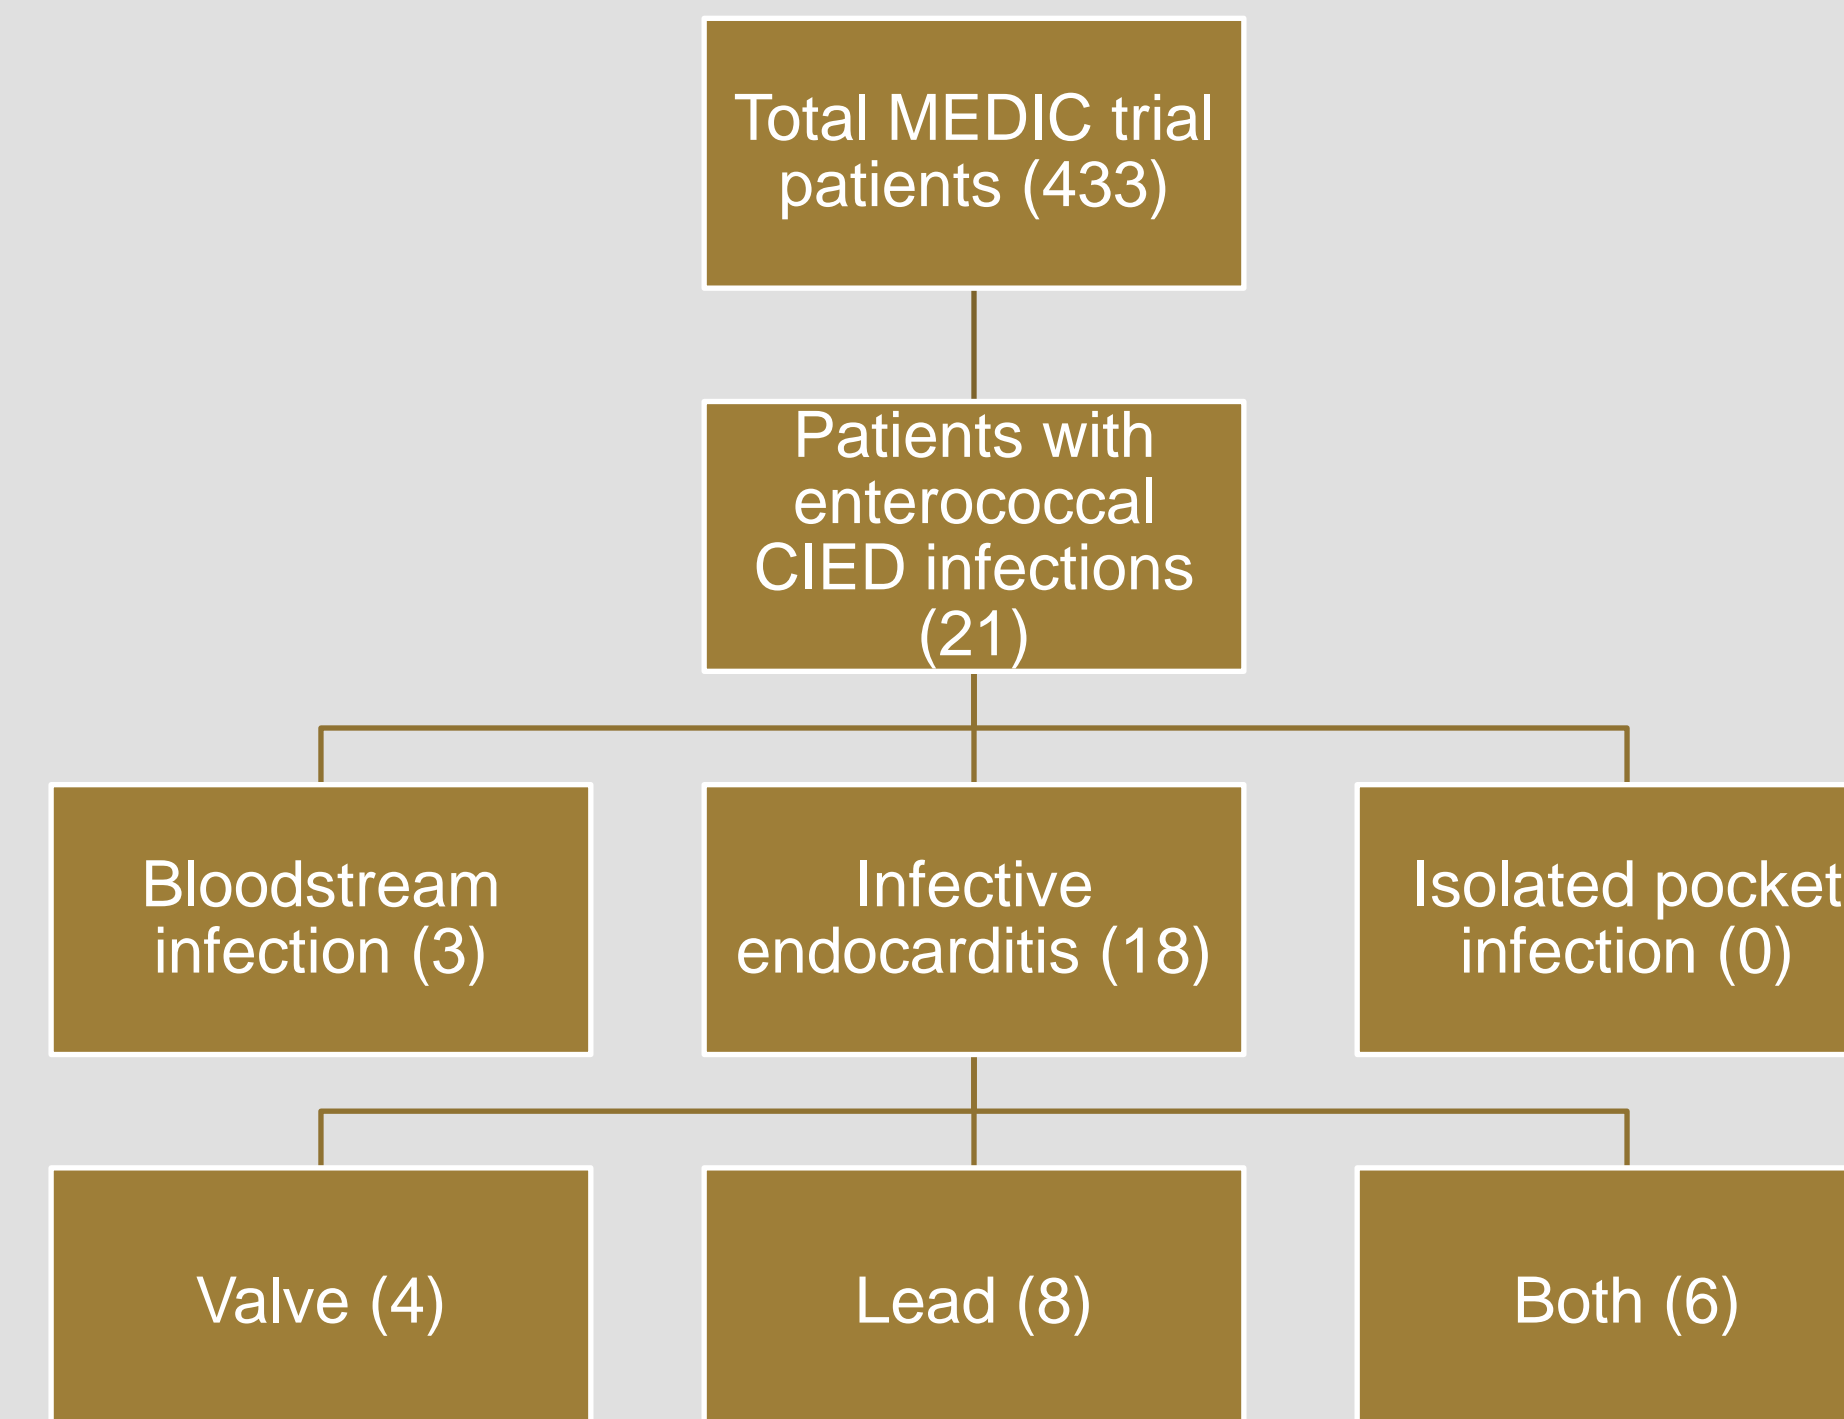 Total MEDIC trial
patients (433)
Patients with
enterococcal
CIED infections
(21)
Bloodstream
infection (3)
Infective
endocarditis (18)
Isolated pocket
infection (0)
Valve (4)
Lead (8)
Both (6)